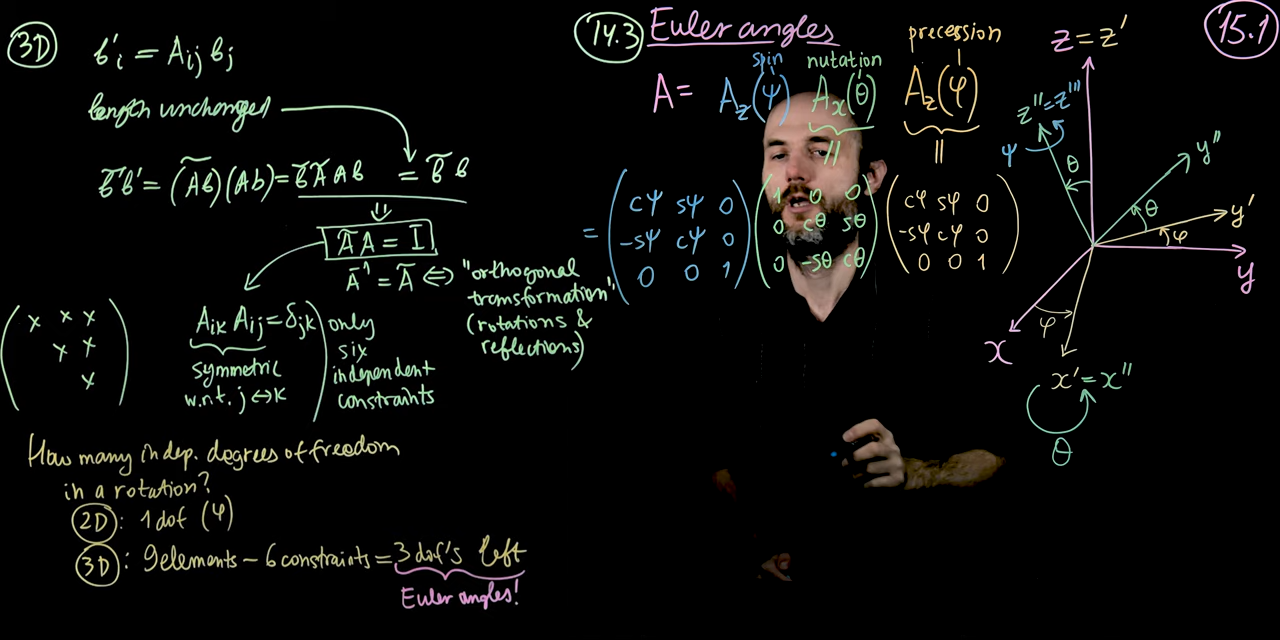 3D
b'ᵢ = Aᵢⱼ bⱼ
length unchanged
b̃'b' = (Ãb)(Ab) = b̃ÃAb = b̃b
⇓
ÃA = I
A⁻¹ = Ã ⇔ "orthogonal
transformation"
(rotations &
reflections)
( x x x
x x
x )
Aᵢₖ Aᵢⱼ = δⱼₖ
symmetric
w.r.t. j ↔ k
only
six
independent
constraints
How many indep. degrees of freedom
in a rotation?
2D : 1 dof (φ)
3D : 9 elements − 6 constraints = 3 dof's left
Euler angles!
14.3 Euler angles
spin nutation precession
A = A_z(ψ) Aₓ(θ) A_z(φ)
|| ||
= ( cψ sψ 0 ) ( 1 0 0 ) ( cφ sφ 0 )
( −sψ cψ 0 ) ( 0 cθ sθ ) ( −sφ cφ 0 )
( 0 0 1 ) ( 0 −sθ cθ ) ( 0 0 1 )
15.1
z = z'
z'' = z'''
ψ
θ
y''
θ
y'
φ
y
φ
x
x' = x''
θ